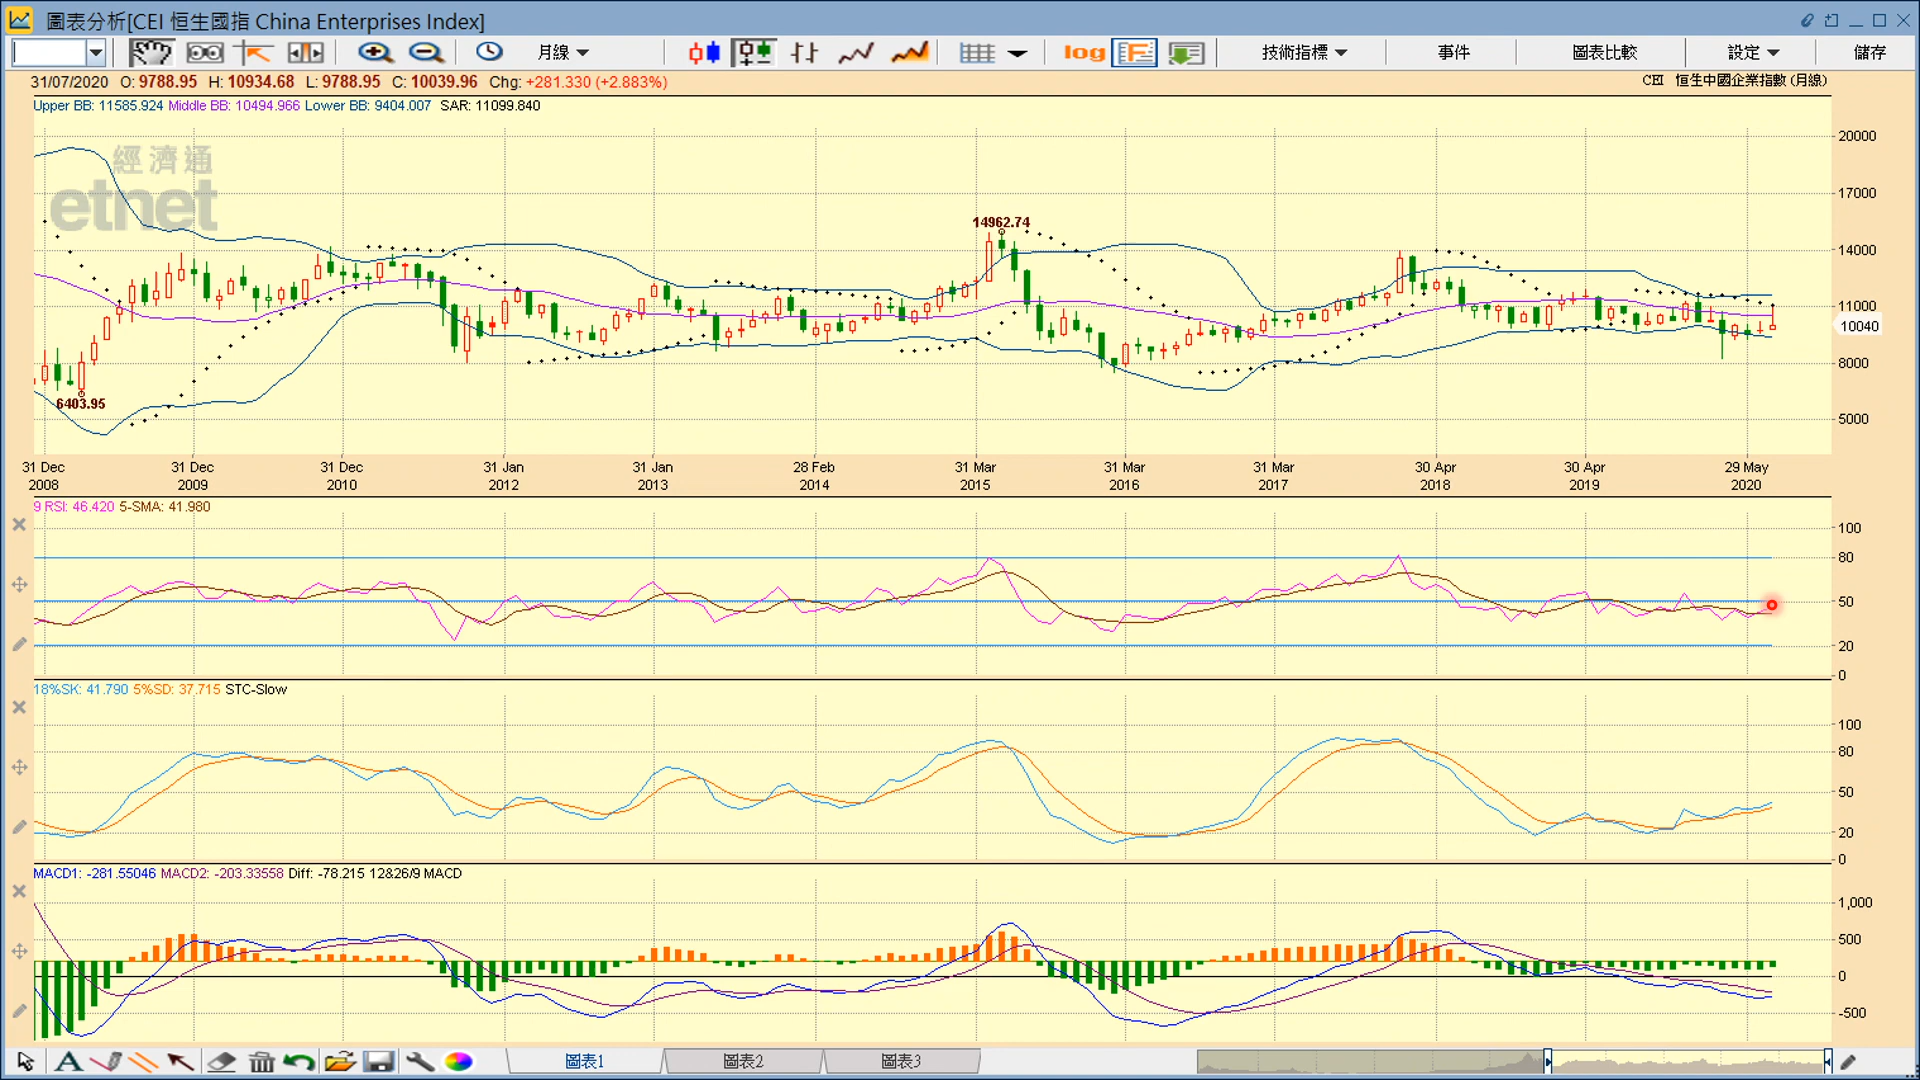 圖表分析[CEI 恒生國指 China Enterprises Index]
月線 log 技術指標 事件 圖表比較 設定 儲存
31/07/2020 O: 9788.95 H: 10934.68 L: 9788.95 C: 10039.96 Chg: +281.330 (+2.883%) CEI 恒生中國企業指數 (月線)
Upper BB: 11585.924 Middle BB: 10494.966 Lower BB: 9404.007 SAR: 11099.840
經濟通
etnet
20000
17000
14962.74
14000
11000
10040
8000
6403.95
5000
31 Dec 31 Dec 31 Dec 31 Jan 31 Jan 28 Feb 31 Mar 31 Mar 31 Mar 30 Apr 30 Apr 29 May
2008 2009 2010 2012 2013 2014 2015 2016 2017 2018 2019 2020
9 RSI: 46.420 5-SMA: 41.980
100
80
50
20
0
18%SK: 41.790 5%SD: 37.715 STC-Slow
100
80
50
20
0
MACD1: -281.55046 MACD2: -203.33558 Diff: -78.215 12&26/9 MACD
1,000
500
0
-500
圖表1 圖表2 圖表3